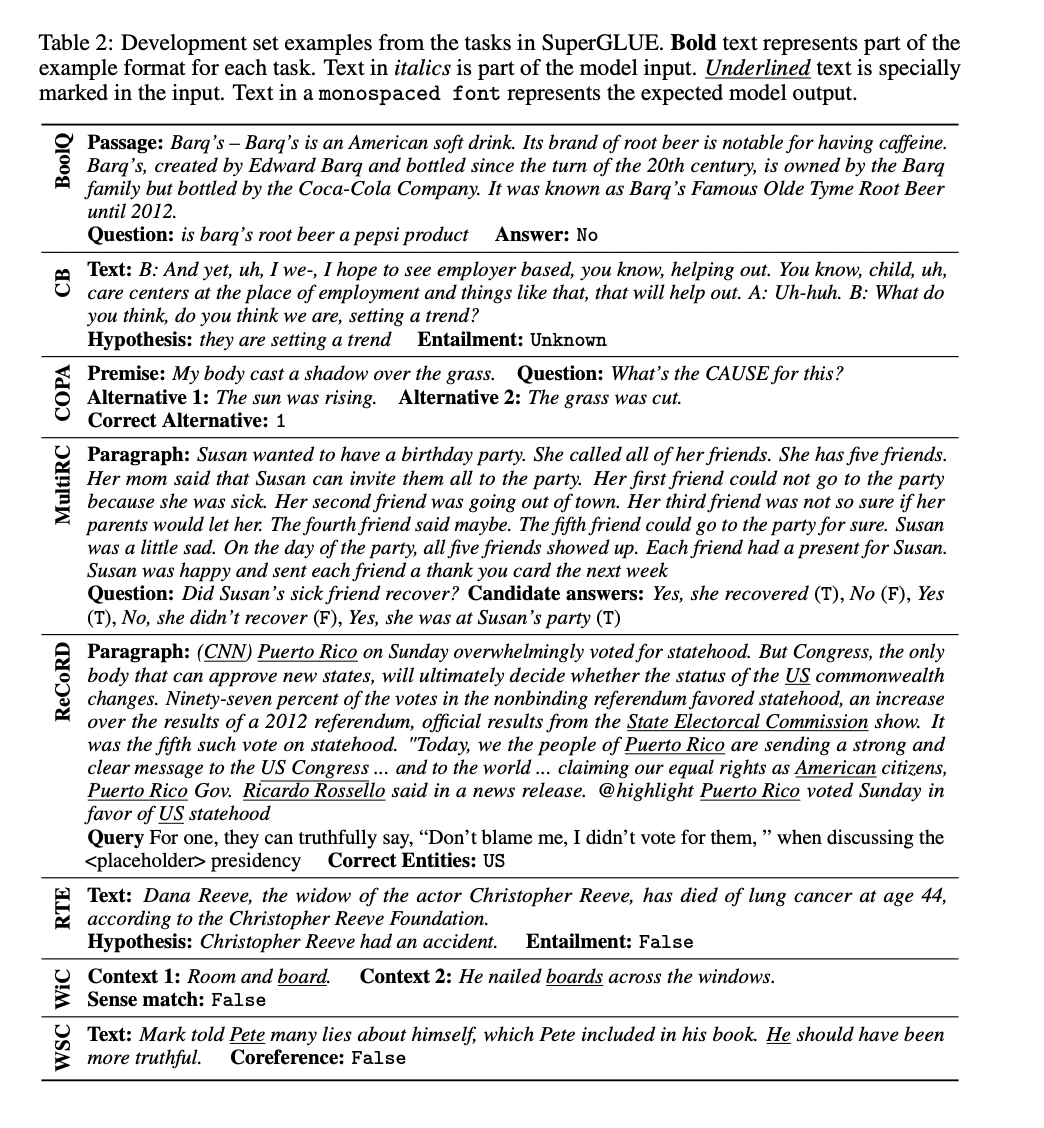 Table 2: Development set examples from the tasks in SuperGLUE. Bold text represents part of the
example format for each task. Text in italics is part of the model input. Underlined text is specially
marked in the input. Text in a monospaced font represents the expected model output.
BoolQ
Passage: Barq's – Barq's is an American soft drink. Its brand of root beer is notable for having caffeine.
Barq's, created by Edward Barq and bottled since the turn of the 20th century, is owned by the Barq
family but bottled by the Coca-Cola Company. It was known as Barq's Famous Olde Tyme Root Beer
until 2012.
Question: is barq's root beer a pepsi product Answer: No
CB
Text: B: And yet, uh, I we-, I hope to see employer based, you know, helping out. You know, child, uh,
care centers at the place of employment and things like that, that will help out. A: Uh-huh. B: What do
you think, do you think we are, setting a trend?
Hypothesis: they are setting a trend Entailment: Unknown
COPA
Premise: My body cast a shadow over the grass. Question: What's the CAUSE for this?
Alternative 1: The sun was rising. Alternative 2: The grass was cut.
Correct Alternative: 1
MultiRC
Paragraph: Susan wanted to have a birthday party. She called all of her friends. She has five friends.
Her mom said that Susan can invite them all to the party. Her first friend could not go to the party
because she was sick. Her second friend was going out of town. Her third friend was not so sure if her
parents would let her. The fourth friend said maybe. The fifth friend could go to the party for sure. Susan
was a little sad. On the day of the party, all five friends showed up. Each friend had a present for Susan.
Susan was happy and sent each friend a thank you card the next week
Question: Did Susan's sick friend recover? Candidate answers: Yes, she recovered (T), No (F), Yes
(T), No, she didn't recover (F), Yes, she was at Susan's party (T)
ReCoRD
Paragraph: (CNN) Puerto Rico on Sunday overwhelmingly voted for statehood. But Congress, the only
body that can approve new states, will ultimately decide whether the status of the US commonwealth
changes. Ninety-seven percent of the votes in the nonbinding referendum favored statehood, an increase
over the results of a 2012 referendum, official results from the State Electorcal Commission show. It
was the fifth such vote on statehood. "Today, we the people of Puerto Rico are sending a strong and
clear message to the US Congress ... and to the world ... claiming our equal rights as American citizens,
Puerto Rico Gov. Ricardo Rossello said in a news release. @highlight Puerto Rico voted Sunday in
favor of US statehood
Query For one, they can truthfully say, “Don't blame me, I didn't vote for them, ” when discussing the
<placeholder> presidency Correct Entities: US
RTE
Text: Dana Reeve, the widow of the actor Christopher Reeve, has died of lung cancer at age 44,
according to the Christopher Reeve Foundation.
Hypothesis: Christopher Reeve had an accident. Entailment: False
WiC
Context 1: Room and board. Context 2: He nailed boards across the windows.
Sense match: False
WSC
Text: Mark told Pete many lies about himself, which Pete included in his book. He should have been
more truthful. Coreference: False